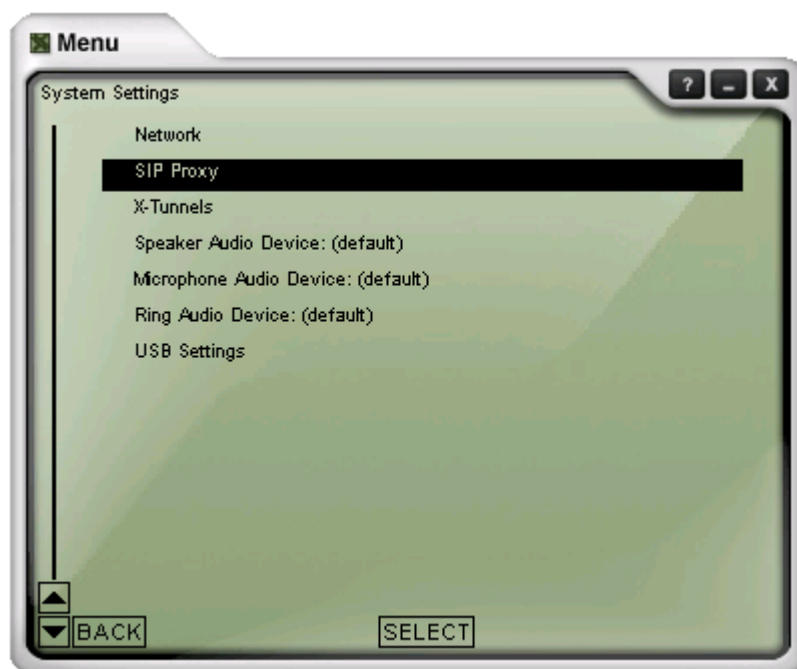 Menu
System Settings
? - X
Network
SIP Proxy
X-Tunnels
Speaker Audio Device: (default)
Microphone Audio Device: (default)
Ring Audio Device: (default)
USB Settings
BACK SELECT